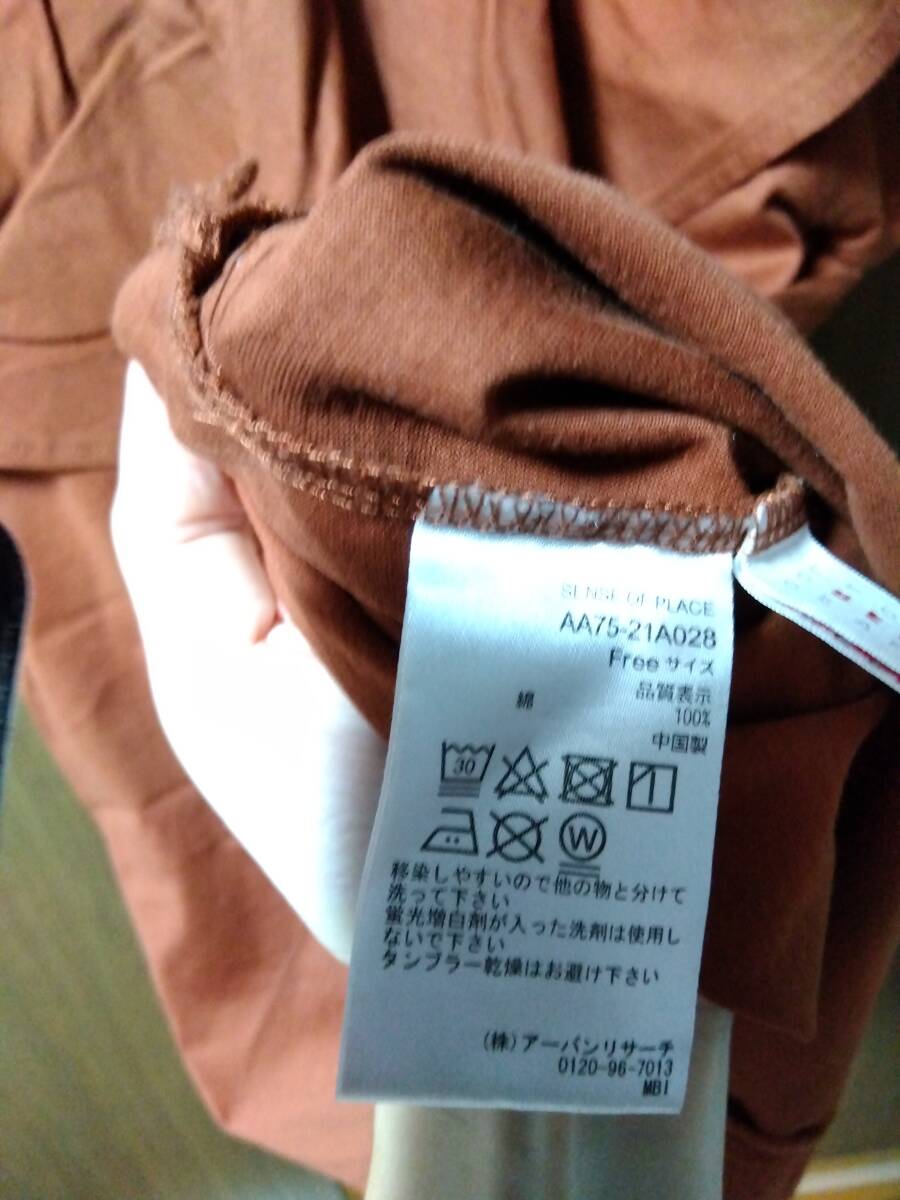 SENSE OF PLACE
AA75-21A028
Free サイズ
品質表示
綿 100%
中国製
30
W
移染しやすいので他の物と分けて
洗って下さい
蛍光増白剤が入った洗剤は使用し
ないで下さい
タンブラー乾燥はお避け下さい
(株)アーバンリサーチ
0120-96-7013
MBI